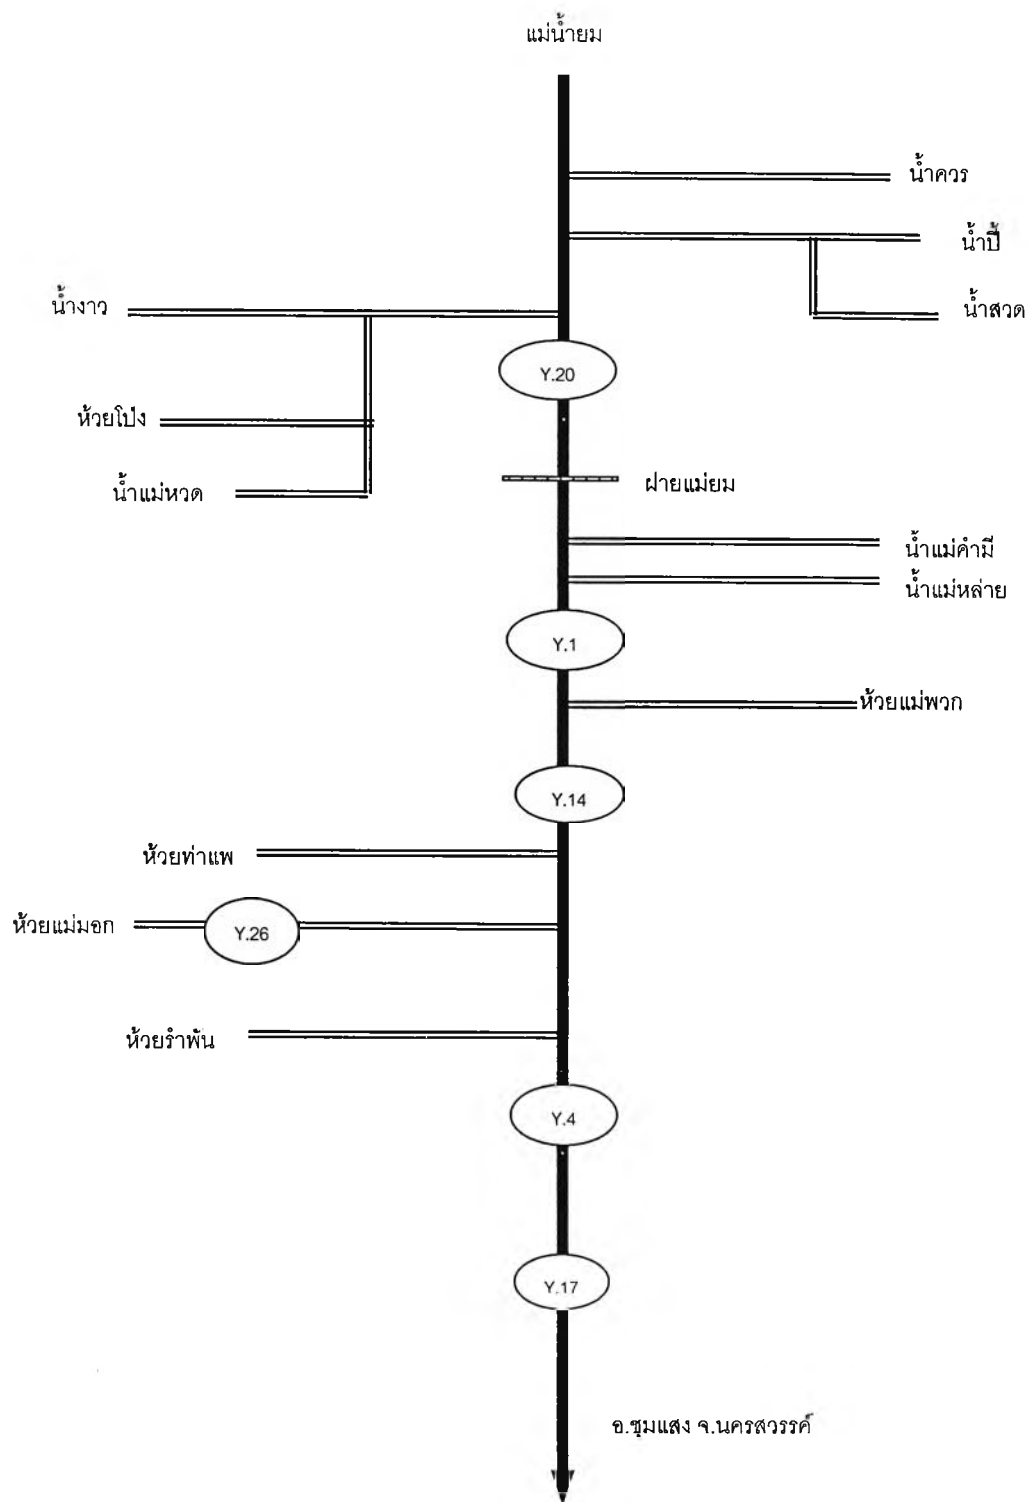 แม่น้ำยม
น้ำควร
น้ำปี้
น้ำงาว
น้ำสวด
Y.20
ห้วยโป่ง
น้ำแม่หวด
ฝายแม่ยม
น้ำแม่คำมี
น้ำแม่หล่าย
Y.1
ห้วยแม่พวก
Y.14
ห้วยท่าแพ
ห้วยแม่มอก
Y.26
ห้วยรำพัน
Y.4
Y.17
อ.ชุมแสง จ.นครสวรรค์